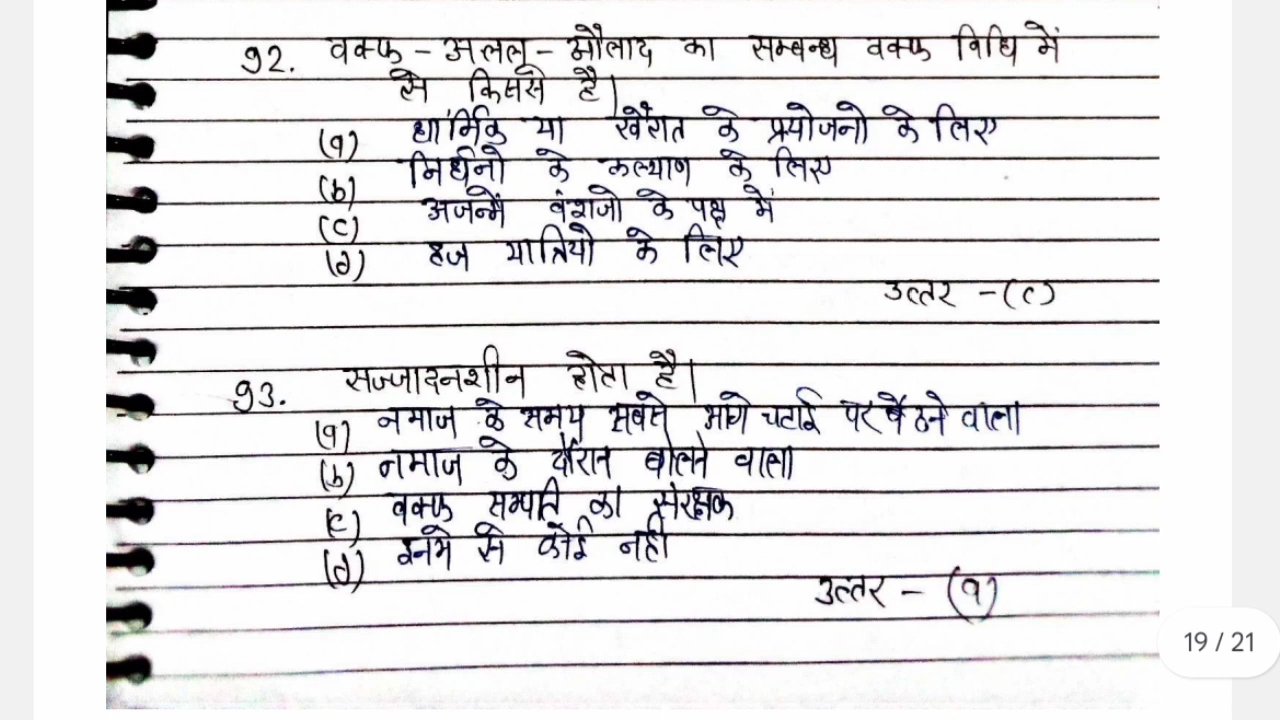 92. वक्फ - अलल - औलाद का सम्बन्ध वक्फ विधि में
से किससे है।
(a) धार्मिक या खैरात के प्रयोजनो के लिए
(b) निर्धनो के कल्याण के लिए
(c) अजन्में वंशजो के पक्ष में
(d) हज यात्रियो के लिए
उत्तर - (c)
93. सज्जादनशीन होता है।
(a) नमाज के समय सबसे आगे चटाई पर बैठने वाला
(b) नमाज के दौरान बोलने वाला
(c) वक्फ सम्पति का संरक्षक
(d) इनमे से कोई नही
उत्तर - (a)
19 / 21